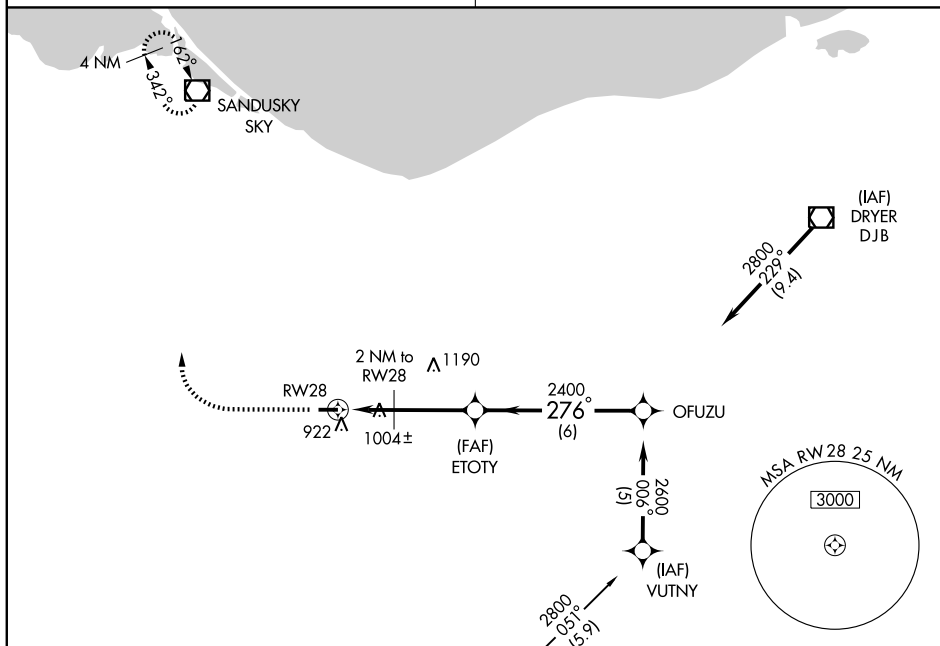 4 NM
162°
342°
SANDUSKY
SKY
(IAF)
DRYER
DJB
2800
229°
(9.4)
2 NM to
RW28
1190
RW28
922
1004±
(FAF)
ETOTY
2400
276°
(6)
OFUZU
2600
006°
(5)
(IAF)
VUTNY
2800
051°
(5.9)
MSA RW 28 25 NM
3000